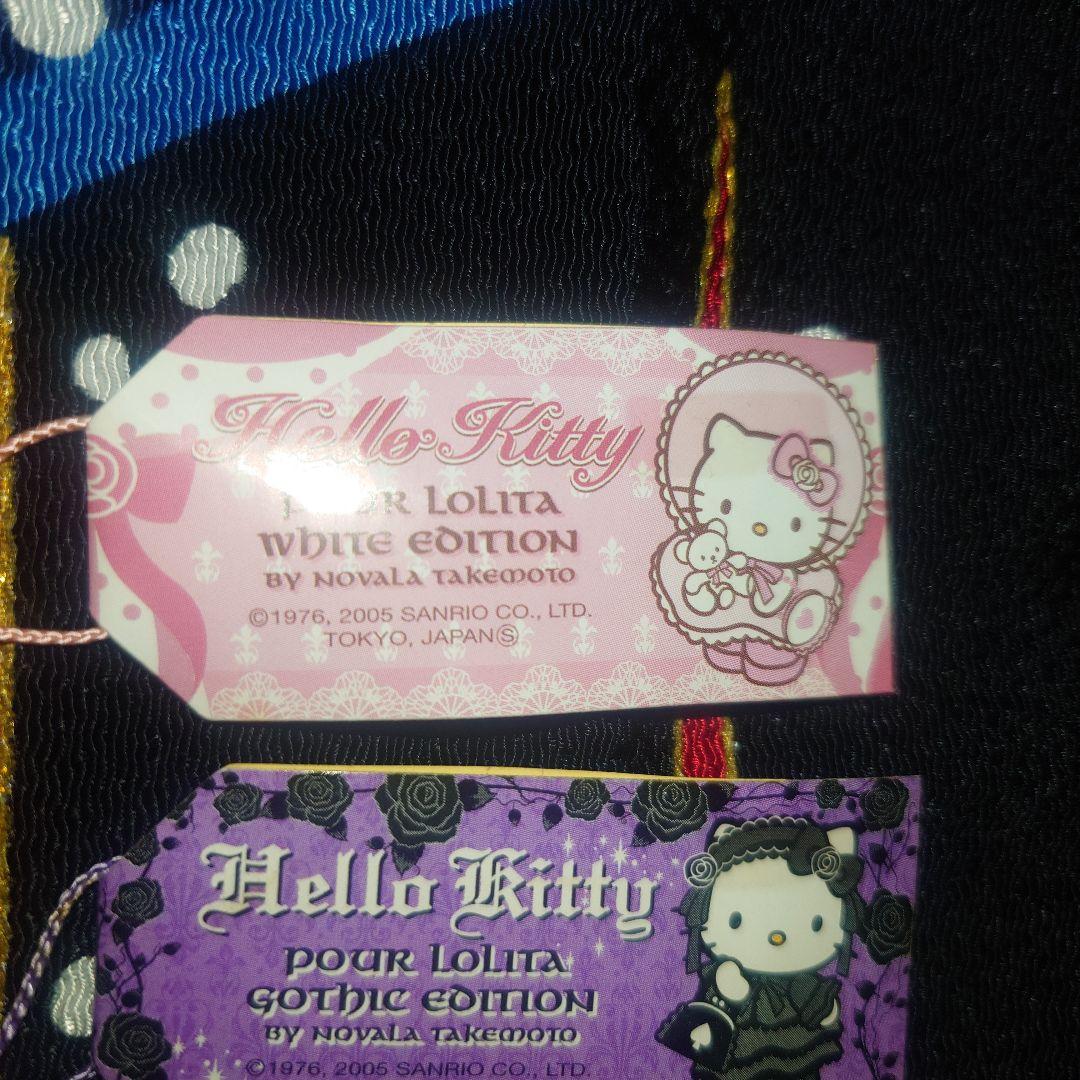 Hello Kitty
POUR LOLITA
WHITE EDITION
BY NOVALA TAKEMOTO
©1976, 2005 SANRIO CO., LTD.
TOKYO, JAPAN Ⓢ
Hello Kitty
POUR LOLITA
GOTHIC EDITION
BY NOVALA TAKEMOTO
©1976, 2005 SANRIO CO., LTD.